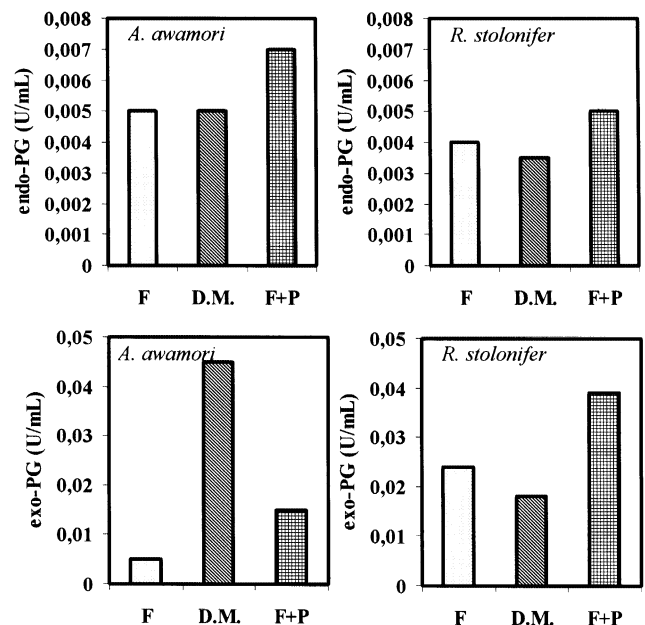 A. awamori
endo-PG (U/mL)
0,008
0,007
0,006
0,005
0,004
0,003
0,002
0,001
0
F D.M. F+P
R. stolonifer
endo-PG (U/mL)
0,008
0,007
0,006
0,005
0,004
0,003
0,002
0,001
0
F D.M. F+P
A. awamori
exo-PG (U/mL)
0,05
0,04
0,03
0,02
0,01
0
F D.M. F+P
R. stolonifer
exo-PG (U/mL)
0,05
0,04
0,03
0,02
0,01
0
F D.M. F+P